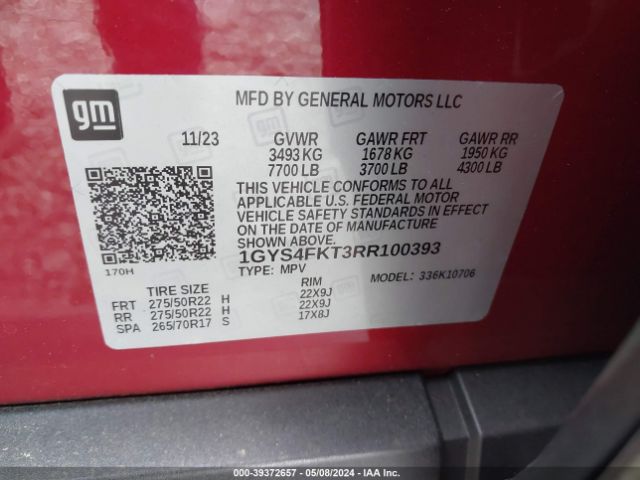 gm
MFD BY GENERAL MOTORS LLC
11/23 GVWR GAWR FRT GAWR RR
3493 KG 1678 KG 1950 KG
7700 LB 3700 LB 4300 LB
THIS VEHICLE CONFORMS TO ALL
APPLICABLE U.S. FEDERAL MOTOR
VEHICLE SAFETY STANDARDS IN EFFECT
ON THE DATE OF MANUFACTURE
SHOWN ABOVE.
170H
1GYS4FKT3RR100393
TYPE: MPV MODEL: 336K10706
TIRE SIZE RIM
FRT 275/50R22 H 22X9J
RR 275/50R22 H 22X9J
SPA 265/70R17 S 17X8J
000-39372657 - 05/08/2024 - IAA Inc.